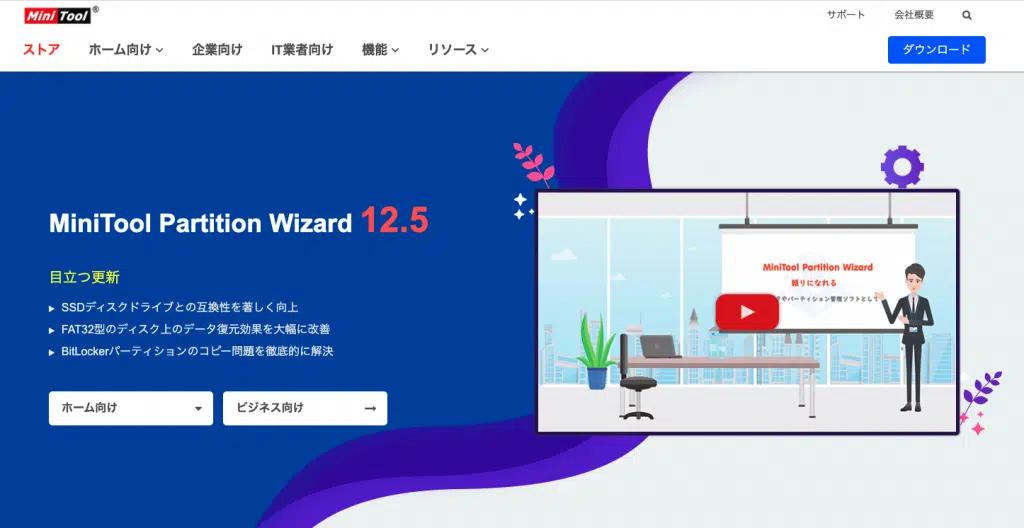 MiniTool®
サポート
会社概要
ストア
ホーム向け
企業向け
IT業者向け
機能
リソース
ダウンロード
MiniTool Partition Wizard 12.5
目立つ更新
SSDディスクドライブとの互換性を著しく向上
FAT32型のディスク上のデータ復元効果を大幅に改善
BitLockerパーティションのコピー問題を徹底的に解決
ホーム向け
ビジネス向け
MiniTool Partition Wizard
頼りになれる
クやパーティション管理ソフトとして